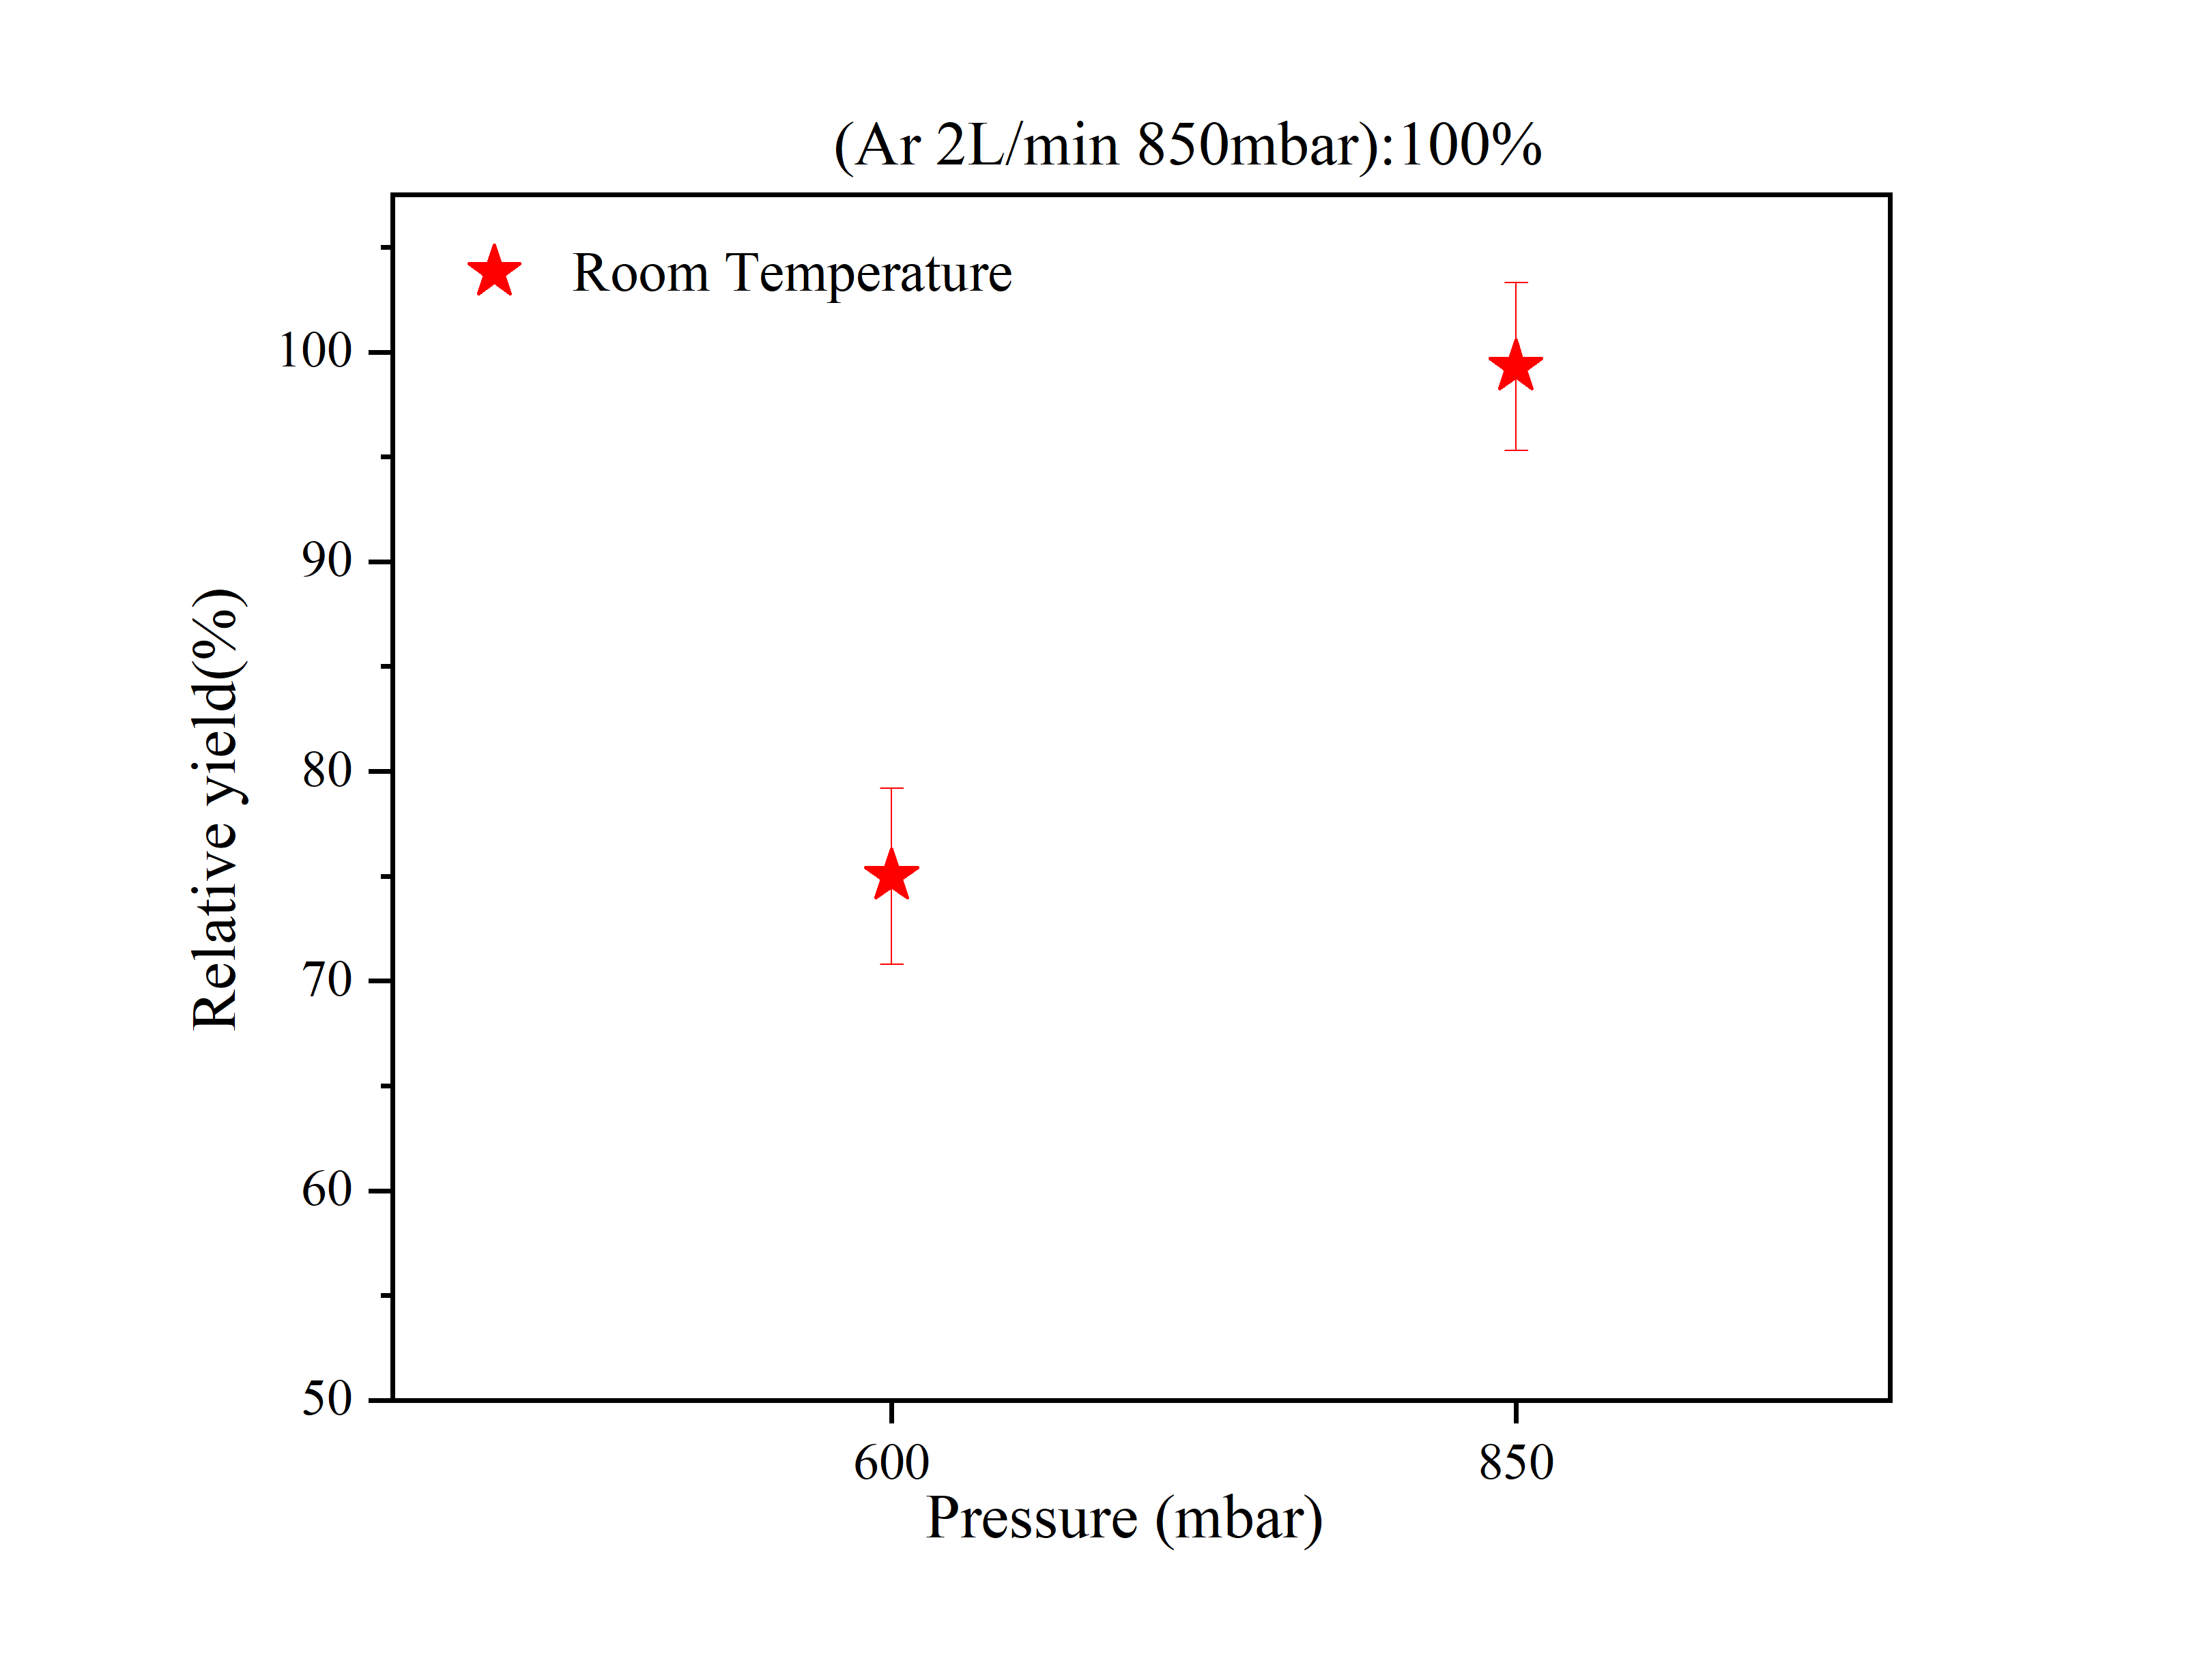 (Ar 2L/min 850mbar):100%
Room Temperature
100
90
80
70
60
50
Relative yield(%)
600
850
Pressure (mbar)